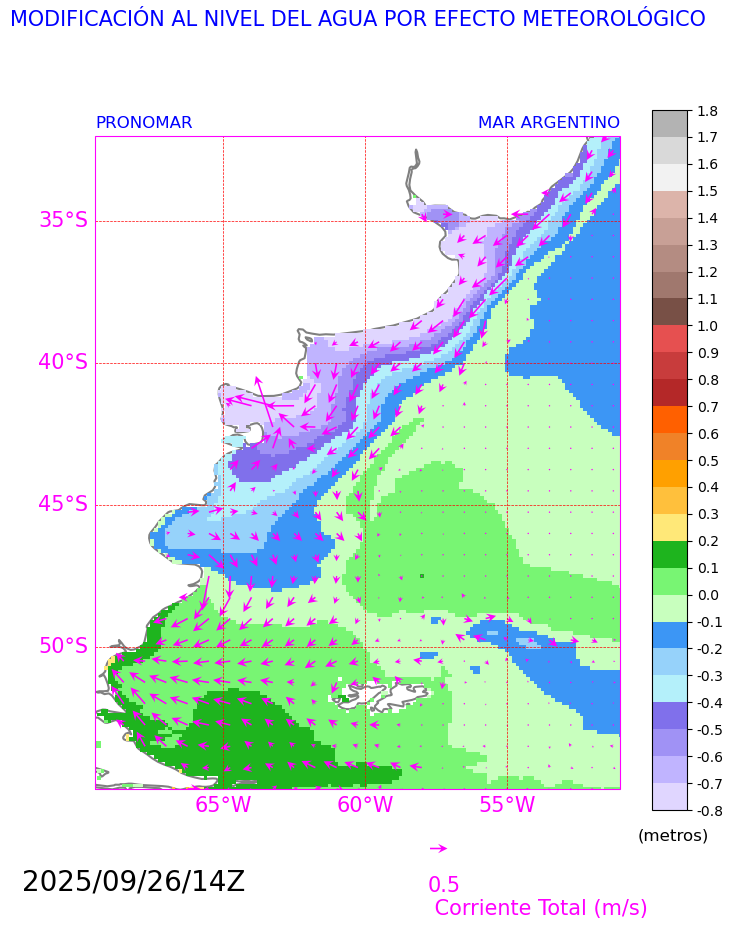 MODIFICACIÓN AL NIVEL DEL AGUA POR EFECTO METEOROLÓGICO
PRONOMAR
MAR ARGENTINO
35°S
40°S
45°S
50°S
65°W
60°W
55°W
1.8
1.7
1.6
1.5
1.4
1.3
1.2
1.1
1.0
0.9
0.8
0.7
0.6
0.5
0.4
0.3
0.2
0.1
0.0
-0.1
-0.2
-0.3
-0.4
-0.5
-0.6
-0.7
-0.8
(metros)
2025/09/26/14Z
0.5
Corriente Total (m/s)